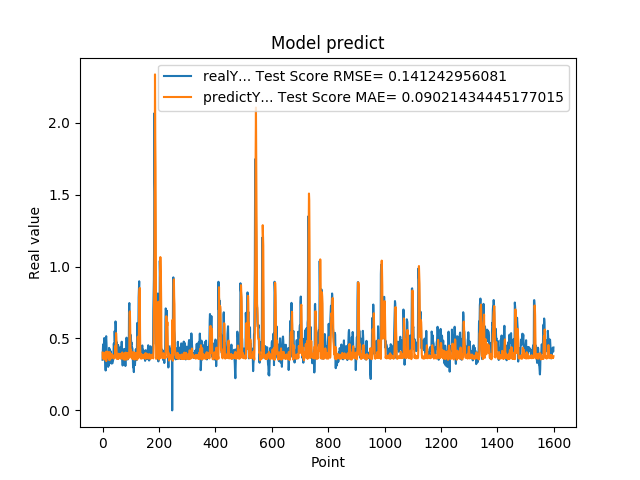 Model predict
realY... Test Score RMSE= 0.141242956081
predictY... Test Score MAE= 0.09021434445177015
Real value
2.0
1.5
1.0
0.5
0.0
0 200 400 600 800 1000 1200 1400 1600
Point